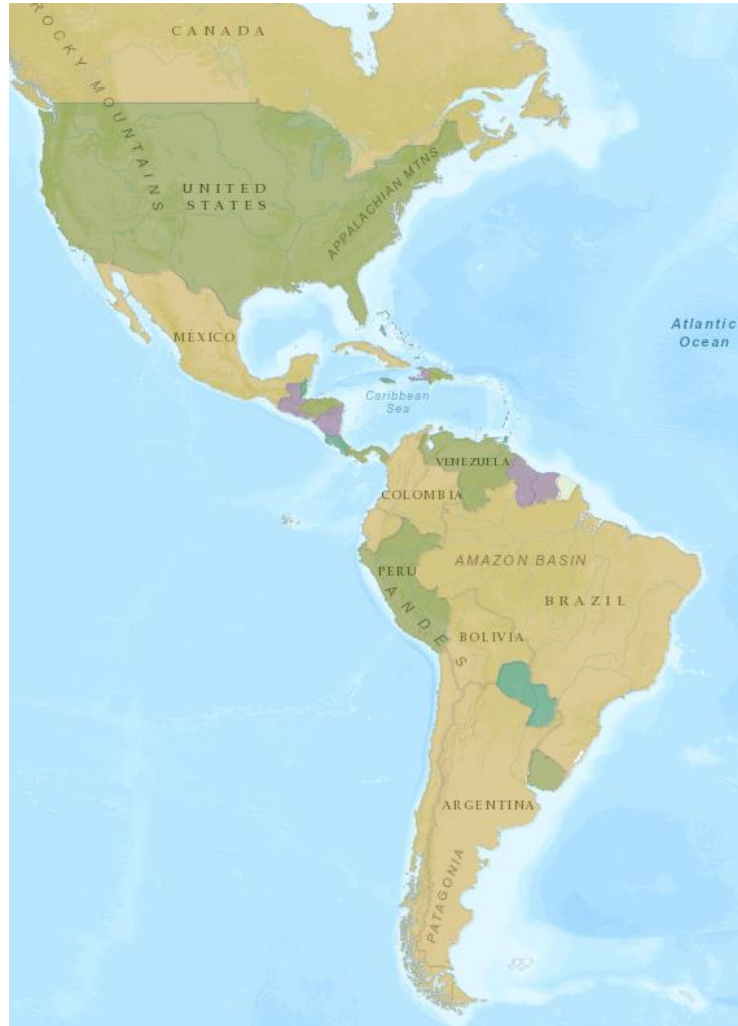 CANADA
ROCKY MOUNTAINS
UNITED
STATES
APPALACHIAN MTNS
Atlantic
Ocean
MÉXICO
Caribbean
Sea
VENEZUELA
COLOMBIA
AMAZON BASIN
PERU
BRAZIL
ANDES
BOLIVIA
ARGENTINA
PATAGONIA